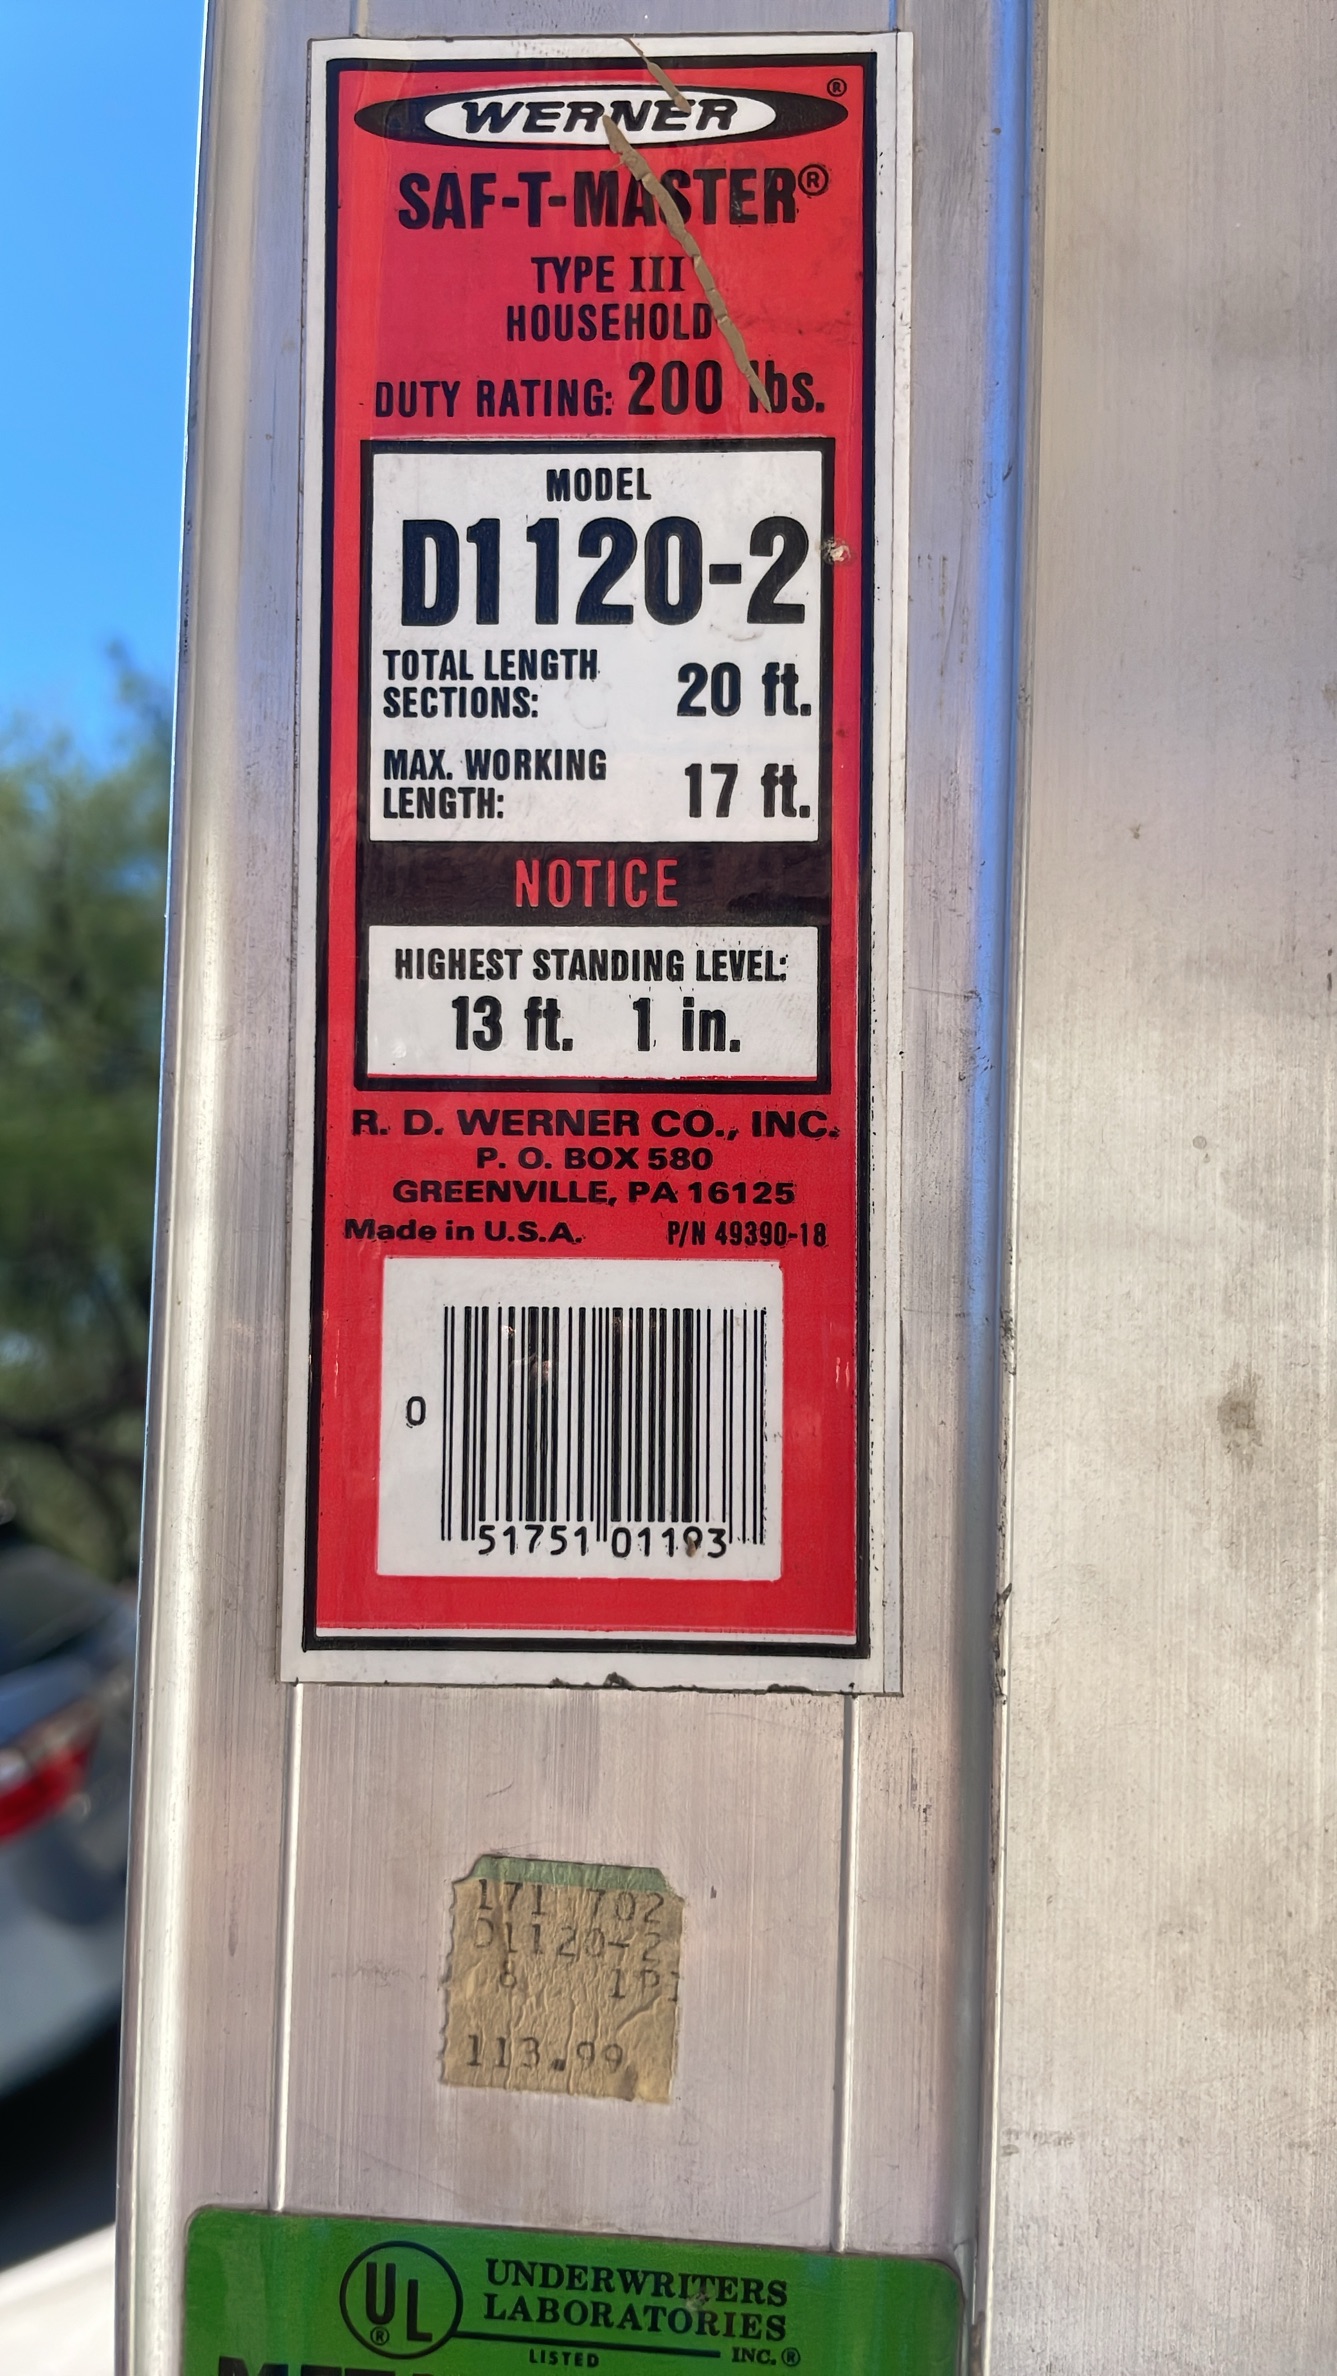 WERNER®
SAF-T-MASTER®
TYPE III
HOUSEHOLD
DUTY RATING: 200 lbs.
MODEL
D1120-2
TOTAL LENGTH
SECTIONS: 20 ft.
MAX. WORKING
LENGTH: 17 ft.
NOTICE
HIGHEST STANDING LEVEL:
13 ft. 1 in.
R. D. WERNER CO., INC.
P. O. BOX 580
GREENVILLE, PA 16125
Made in U.S.A. P/N 49390-18
0 51751 01193
171 702
D1120-2
8
113.99
UL®
UNDERWRITERS
LABORATORIES
INC.®
LISTED